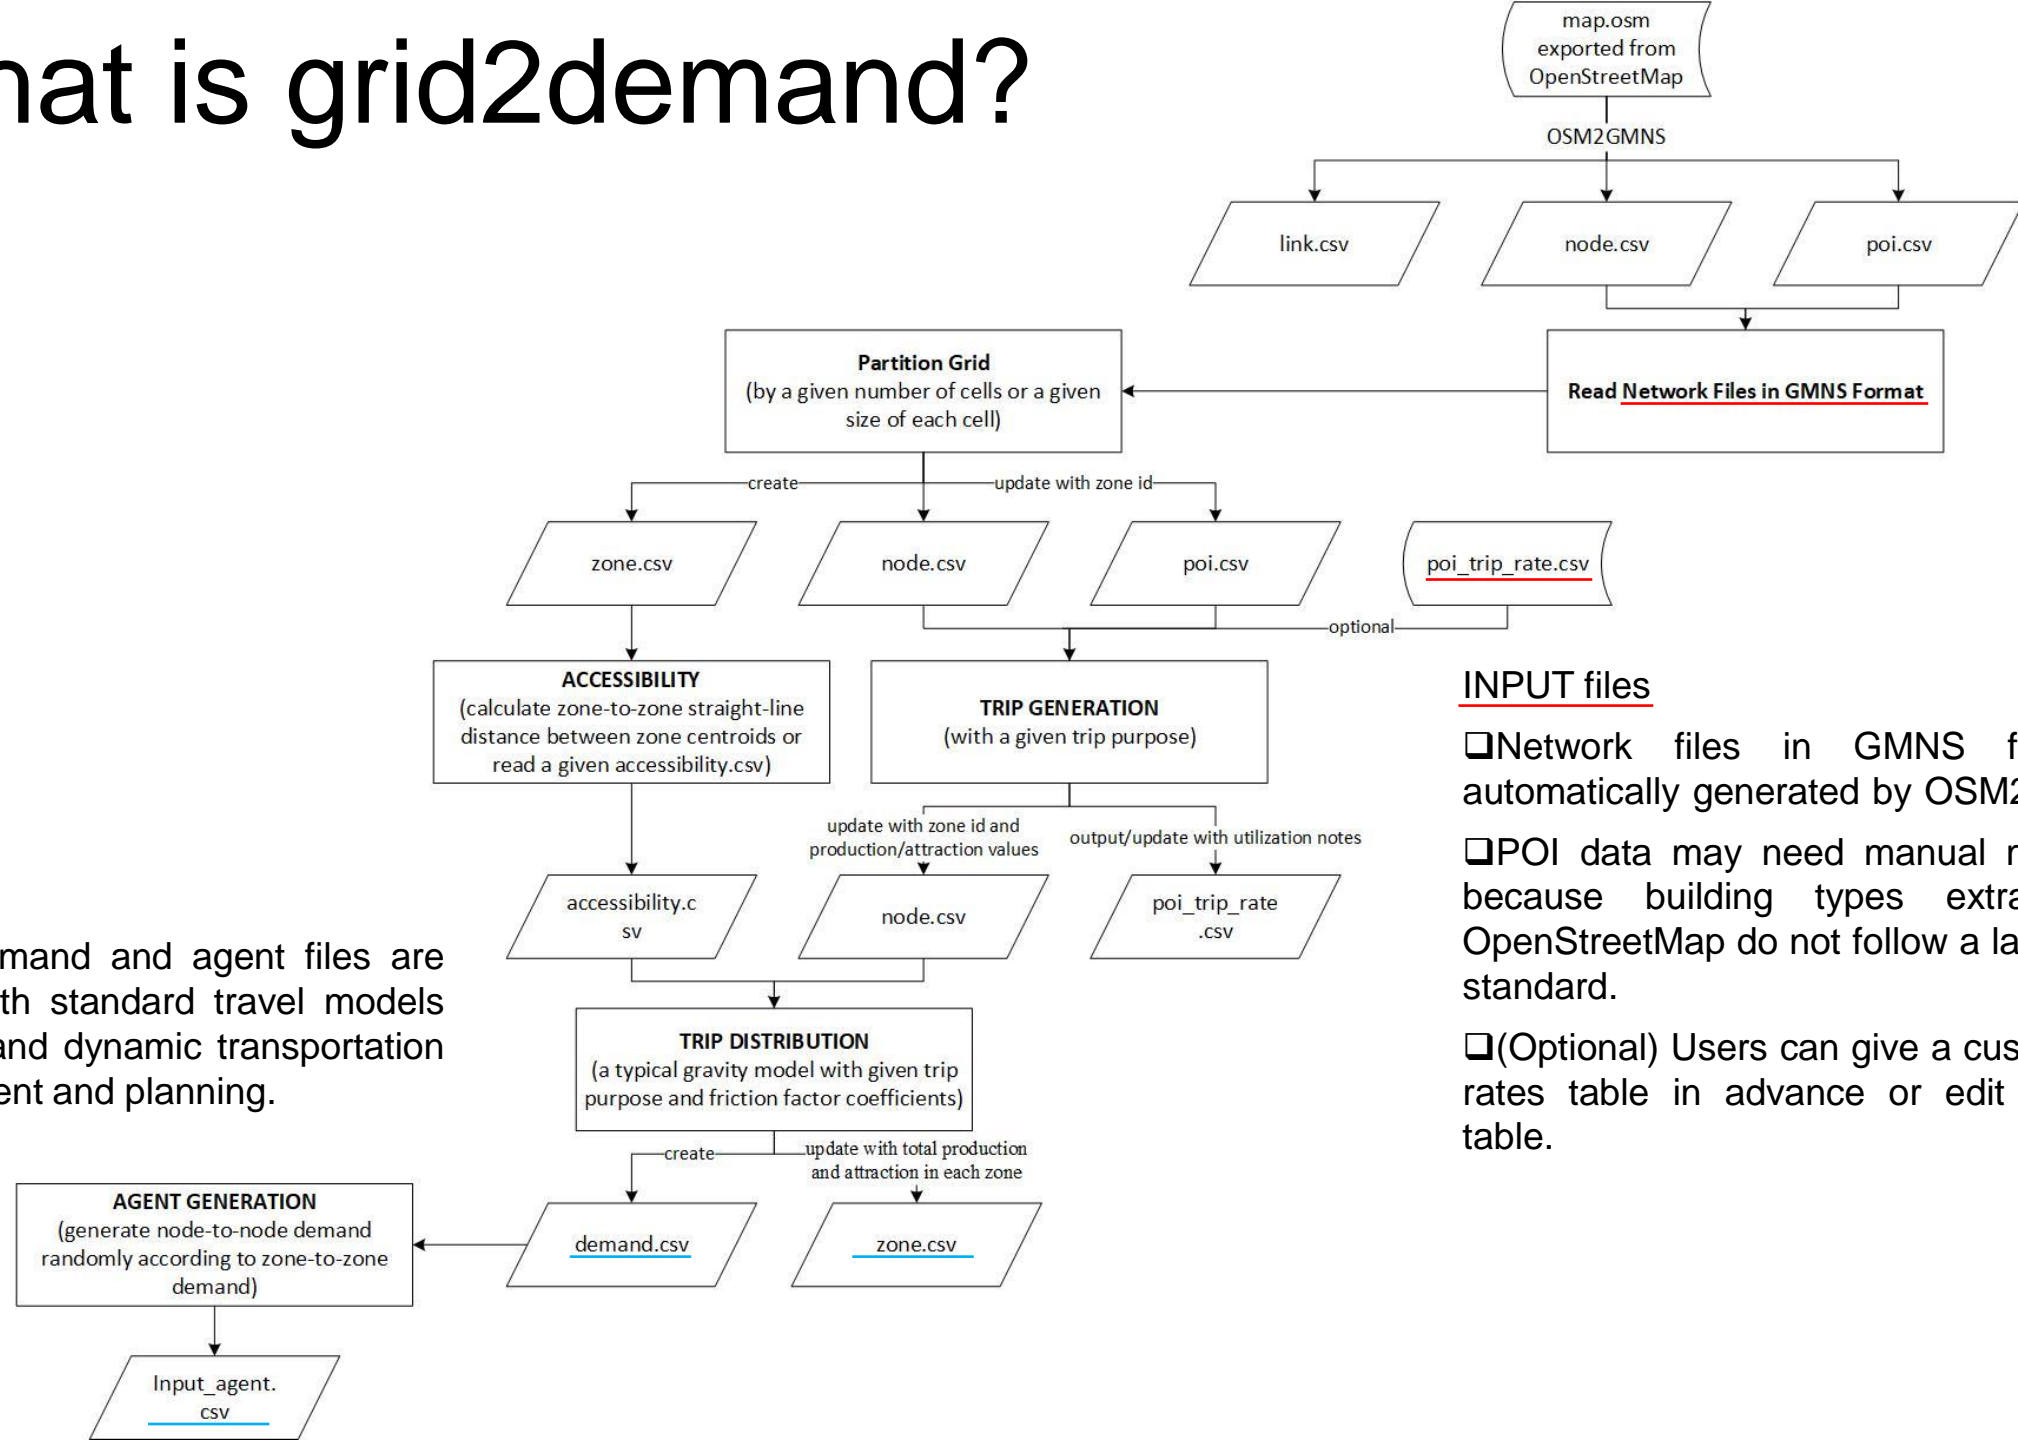 hat is grid2demand?
map.osm
exported from
OpenStreetMap
OSM2GMNS
link.csv
node.csv
poi.csv
Partition Grid
(by a given number of cells or a given
size of each cell)
Read Network Files in GMNS Format
create
update with zone id
zone.csv
node.csv
poi.csv
poi_trip_rate.csv
optional
ACCESSIBILITY
(calculate zone-to-zone straight-line
distance between zone centroids or
read a given accessibility.csv)
TRIP GENERATION
(with a given trip purpose)
update with zone id and
production/attraction values
output/update with utilization notes
accessibility.c
sv
node.csv
poi_trip_rate
.csv
TRIP DISTRIBUTION
(a typical gravity model with given trip
purpose and friction factor coefficients)
create
update with total production
and attraction in each zone
demand.csv
zone.csv
AGENT GENERATION
(generate node-to-node demand
randomly according to zone-to-zone
demand)
Input_agent.
csv
mand and agent files are
th standard travel models
and dynamic transportation
ent and planning.
INPUT files
❑Network files in GMNS f
automatically generated by OSM2
❑POI data may need manual
because building types extra
OpenStreetMap do not follow a la
standard.
❑(Optional) Users can give a cus
rates table in advance or edit
table.